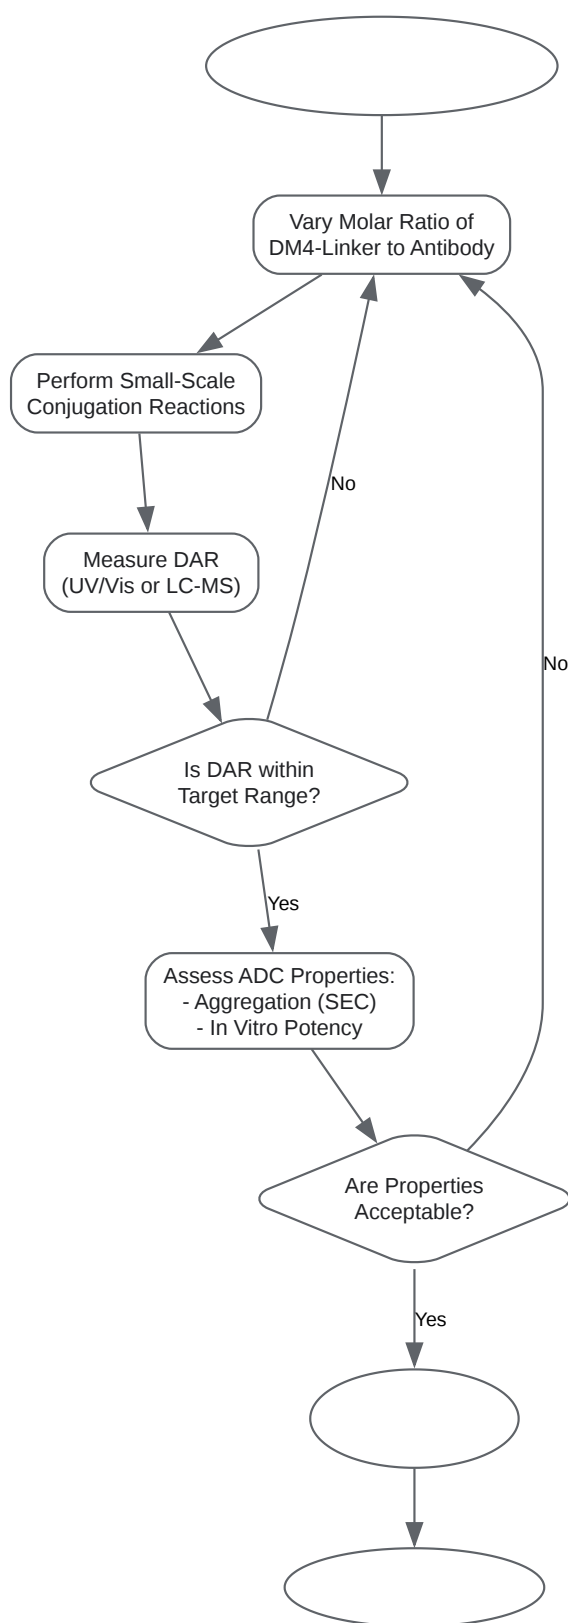 Vary Molar Ratio of
DM4-Linker to Antibody
Perform Small-Scale
Conjugation Reactions
No
Measure DAR
(UV/Vis or LC-MS)
No
Is DAR within
Target Range?
Yes
Assess ADC Properties:
- Aggregation (SEC)
- In Vitro Potency
Are Properties
Acceptable?
Yes